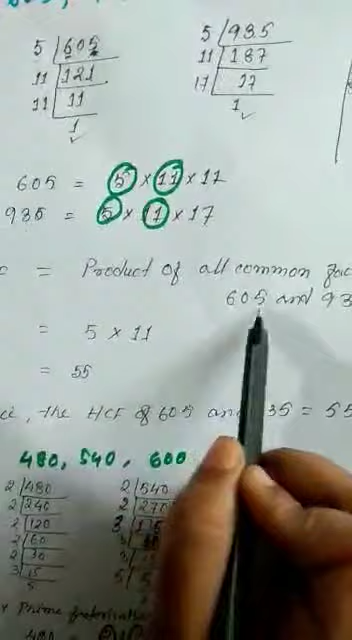 5 | 605    5 | 935
11 | 121    11 | 187
11 | 11    17 | 17
1    1
605 = 5 × 11 × 11
935 = 5 × 11 × 17
= Product of all common
605 and
= 5 × 11
= 55
The HCF of 605 = 55
480, 540, 600
2 | 480    2 | 540
2 | 240    2 | 270
2 | 120    3
2 | 60
2 | 30
3 | 15
5    5
Prime
480 =